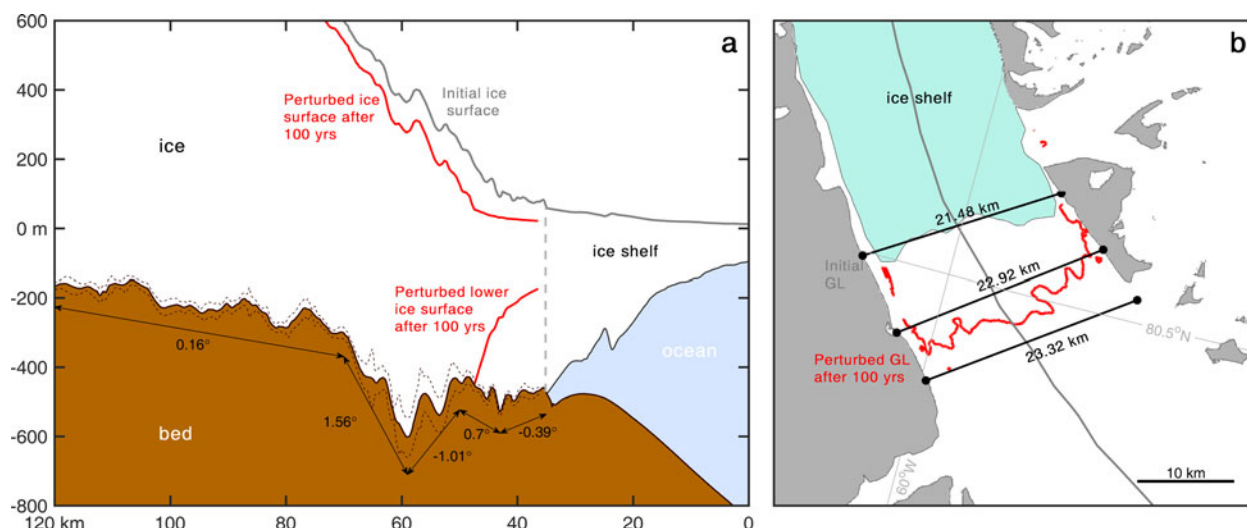 600
400
200
0 m
-200
-400
-600
-800
120 km
100
80
60
40
20
0
a
Perturbed ice
surface after
100 yrs
Initial ice
surface
ice
ice shelf
Perturbed lower
ice surface
after 100 yrs
ocean
bed
0.16°
1.56°
-1.01°
0.7°
-0.39°
b
ice shelf
21.48 km
Initial
GL
22.92 km
80.5°N
23.32 km
Perturbed GL
after 100 yrs
60°W
10 km